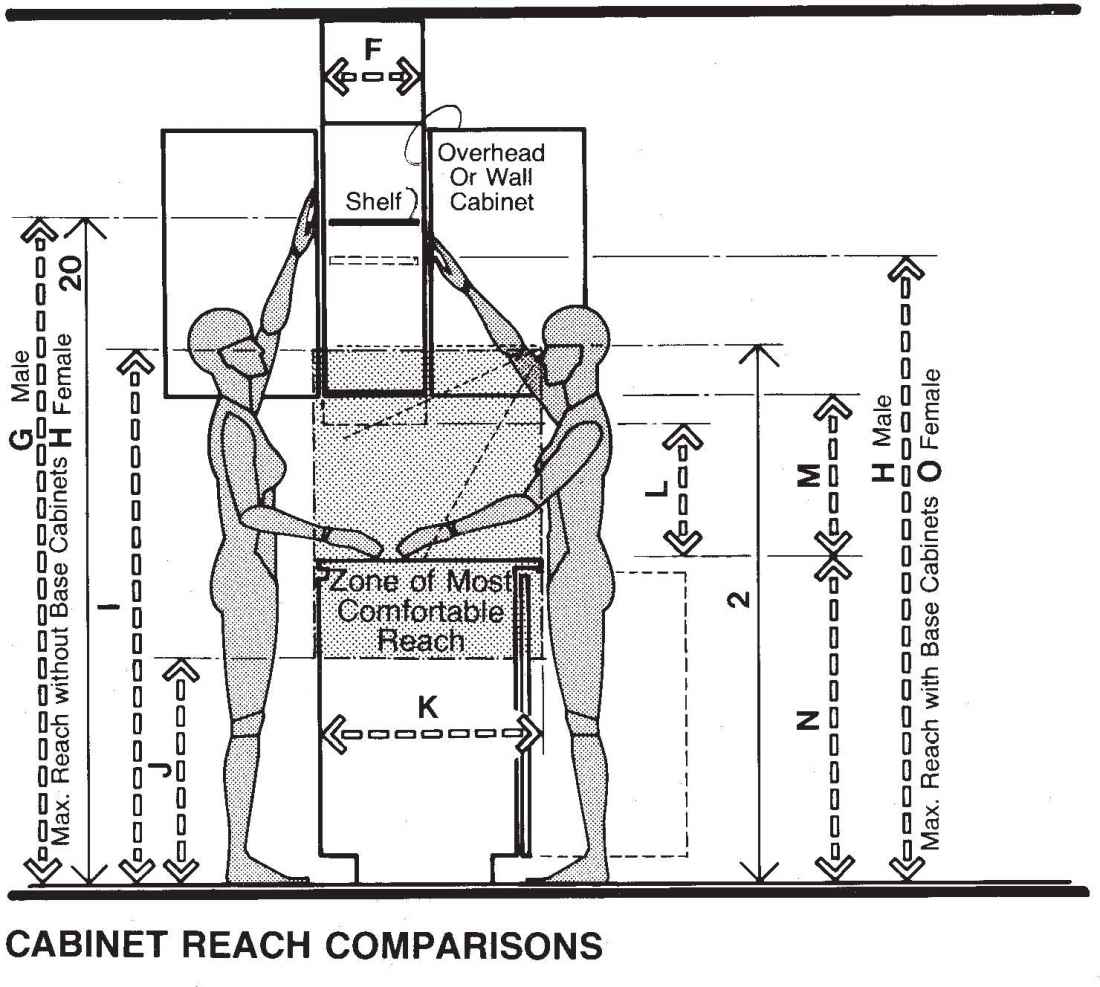 F
Overhead
Or Wall
Cabinet
Shelf
20
G Male
Max. Reach without Base Cabinets H Female
I
J
Zone of Most
Comfortable
Reach
K
L
M
N
2
H Male
Max. Reach with Base Cabinets O Female
CABINET REACH COMPARISONS